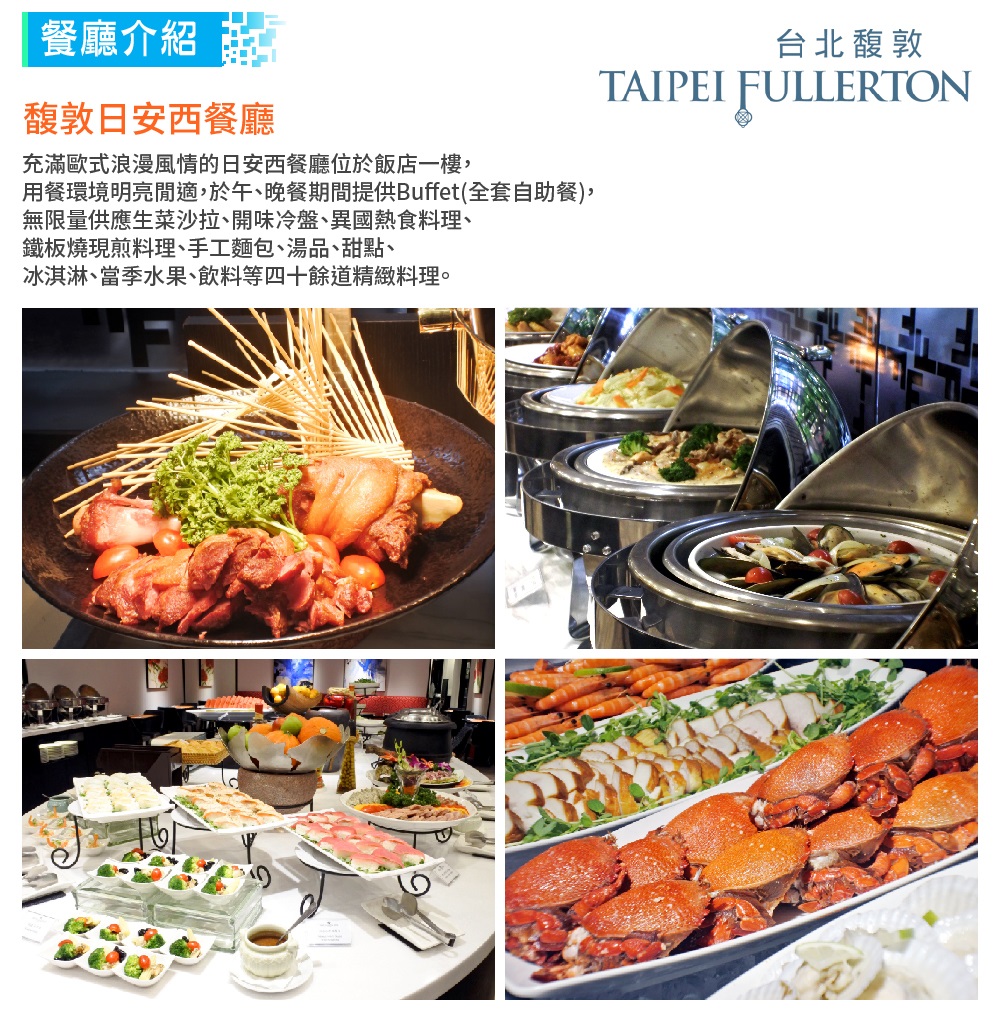 餐廳介紹
台北馥敦
TAIPEI FULLERTON
馥敦日安西餐廳
充滿歐式浪漫風情的日安西餐廳位於飯店一樓，
用餐環境明亮閒適，於午、晚餐期間提供Buffet(全套自助餐)，
無限量供應生菜沙拉、開味冷盤、異國熱食料理、
鐵板燒現煎料理、手工麵包、湯品、甜點、
冰淇淋、當季水果、飲料等四十餘道精緻料理。